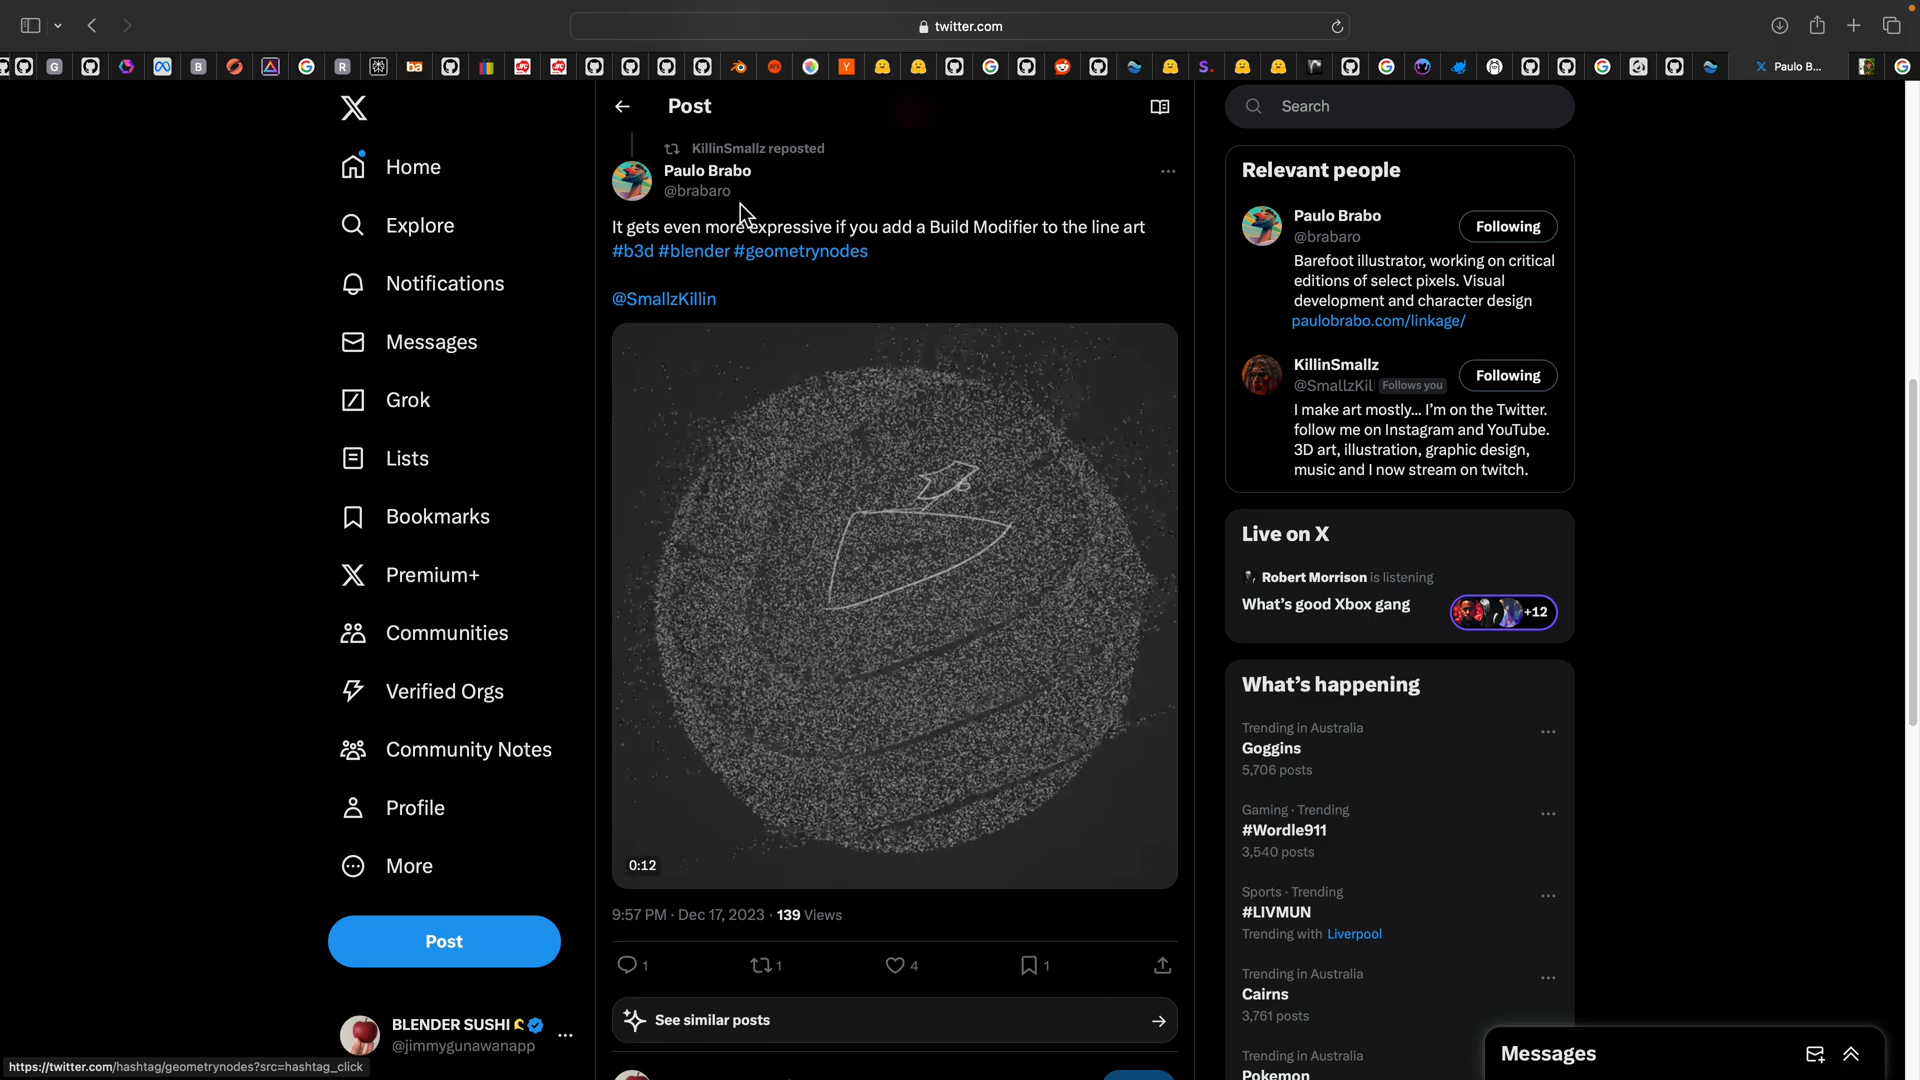 twitter.com
Paulo B...
Home
Explore
Notifications
Messages
Grok
Lists
Bookmarks
Premium+
Communities
Verified Orgs
Community Notes
Profile
More
Post
BLENDER SUSHI
@jimmygunawanapp
https://twitter.com/hashtag/geometrynodes?src=hashtag_click
Post
KillinSmallz reposted
Paulo Brabo
@brabaro
It gets even more expressive if you add a Build Modifier to the line art
#b3d #blender #geometrynodes
@SmallzKillin
0:12
9:57 PM · Dec 17, 2023 · 139 Views
1
1
4
1
See similar posts
Search
Relevant people
Paulo Brabo
@brabaro
Following
Barefoot illustrator, working on critical
editions of select pixels. Visual
development and character design
paulobrabo.com/linkage/
KillinSmallz
@SmallzKil Follows you
Following
I make art mostly... I'm on the Twitter.
follow me on Instagram and YouTube.
3D art, illustration, graphic design,
music and I now stream on twitch.
Live on X
Robert Morrison is listening
What's good Xbox gang
+12
What's happening
Trending in Australia
Goggins
5,706 posts
Gaming · Trending
#Wordle911
3,540 posts
Sports · Trending
#LIVMUN
Trending with Liverpool
Trending in Australia
Cairns
3,761 posts
Trending in Australia
Pokemon
Messages